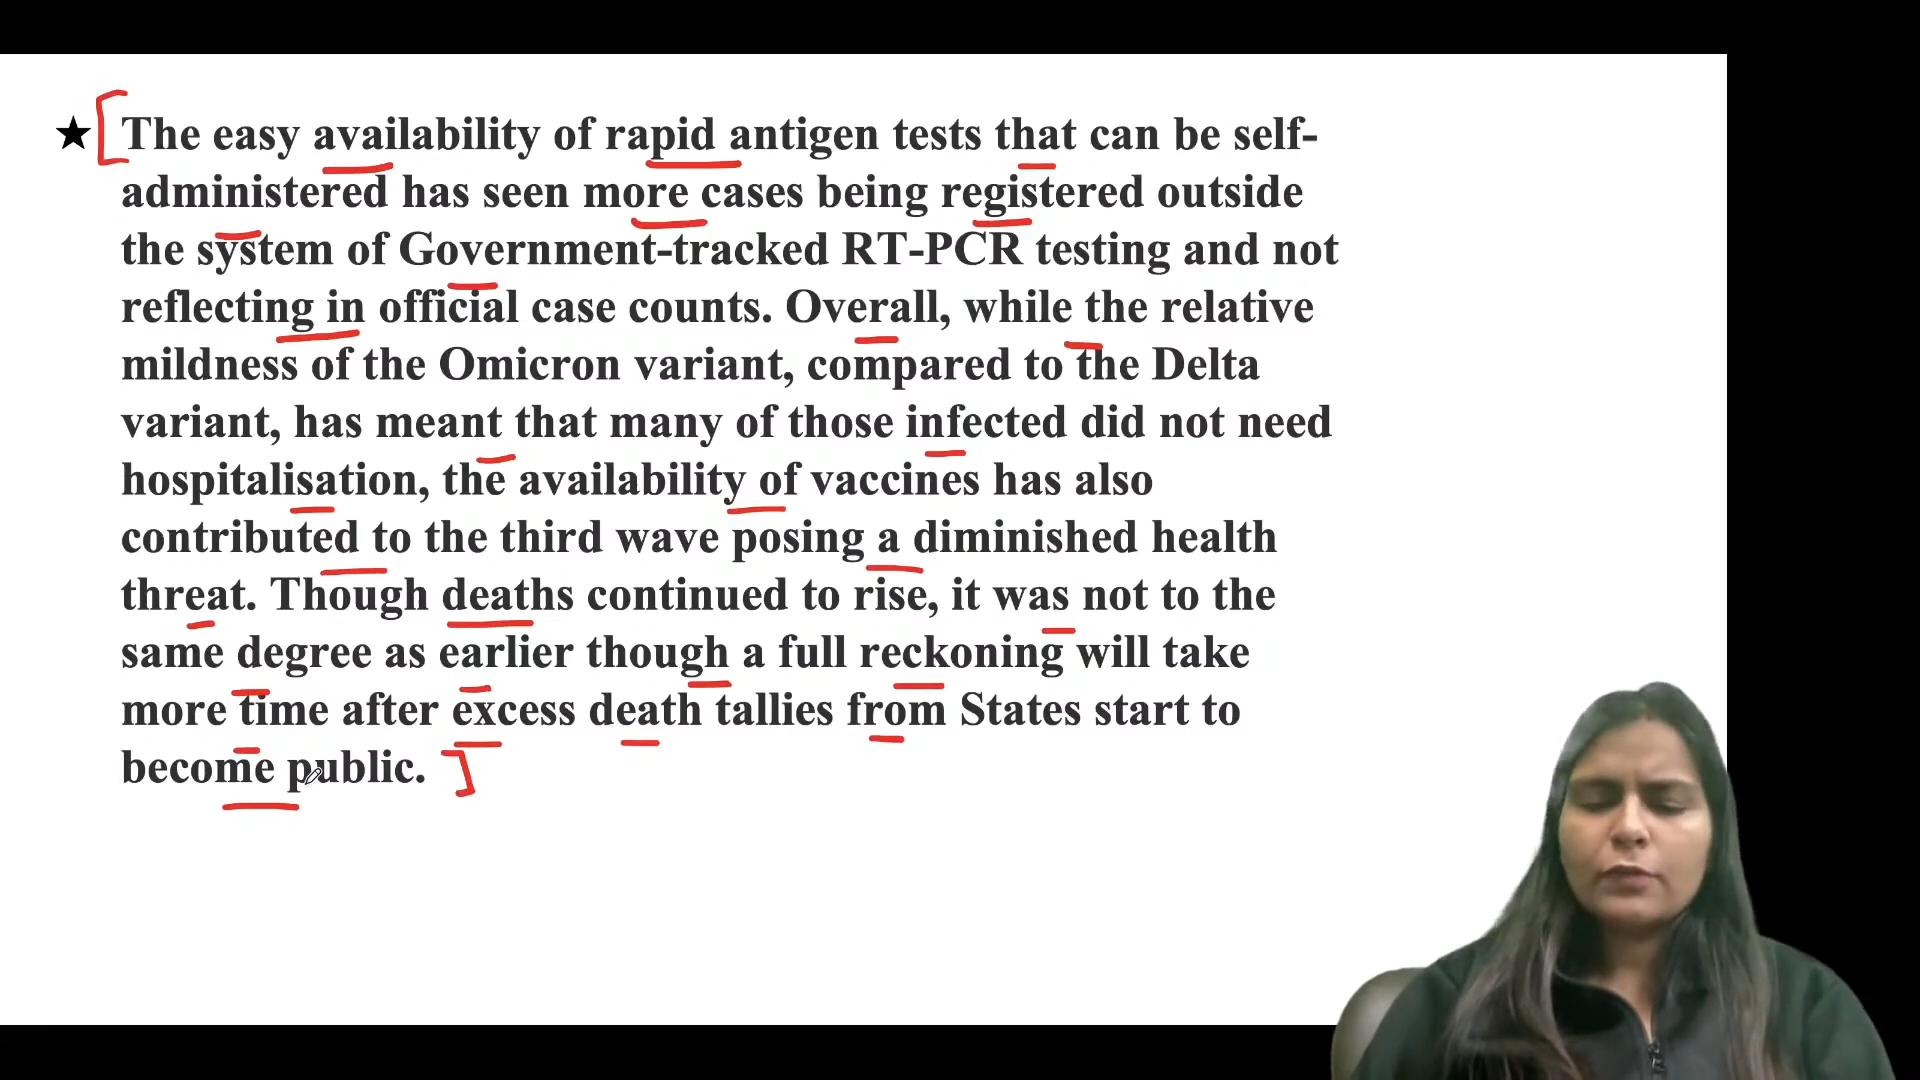 ★ The easy availability of rapid antigen tests that can be self-
administered has seen more cases being registered outside
the system of Government-tracked RT-PCR testing and not
reflecting in official case counts. Overall, while the relative
mildness of the Omicron variant, compared to the Delta
variant, has meant that many of those infected did not need
hospitalisation, the availability of vaccines has also
contributed to the third wave posing a diminished health
threat. Though deaths continued to rise, it was not to the
same degree as earlier though a full reckoning will take
more time after excess death tallies from States start to
become public.